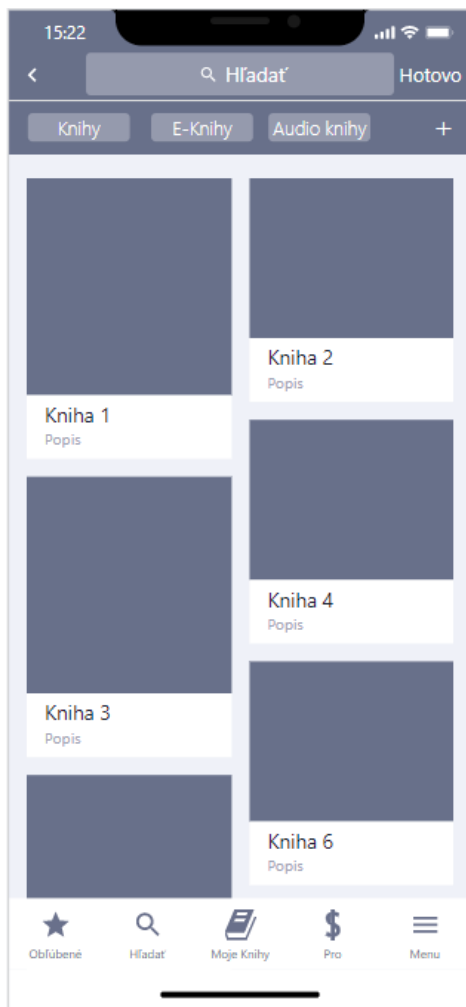 15:22
Hľadať
Hotovo
Knihy
E-Knihy
Audio knihy
+
Kniha 1
Popis
Kniha 2
Popis
Kniha 3
Popis
Kniha 4
Popis
Kniha 6
Popis
Obľúbené
Hľadať
Moje Knihy
Pro
Menu